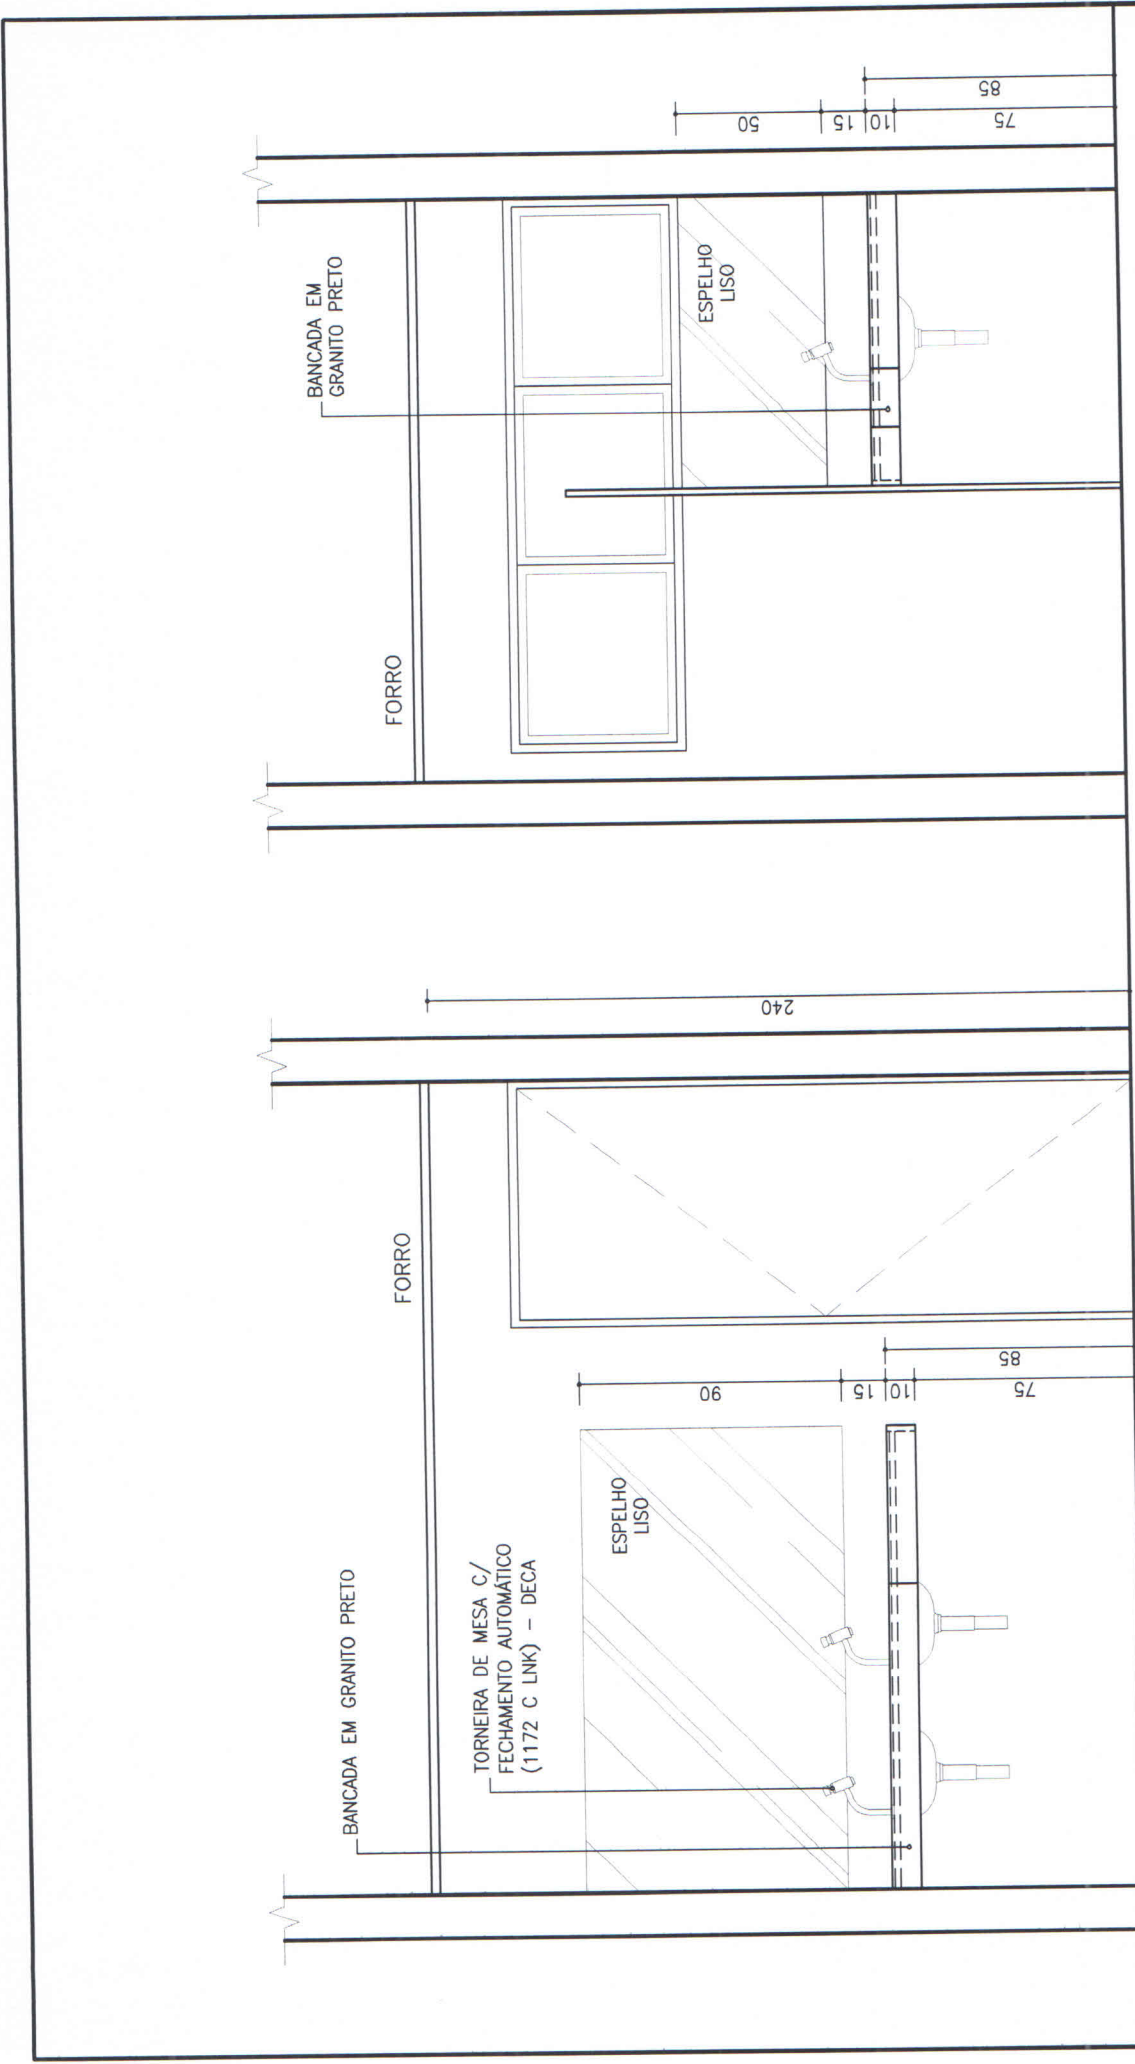 BANCADA EM GRANITO PRETO
TORNEIRA DE MESA C/
FECHAMENTO AUTOMÁTICO
(1172 C LNK) – DECA
ESPELHO
LISO
FORRO
90
15
10
75
85
240
FORRO
BANCADA EM
GRANITO PRETO
ESPELHO
LISO
50
15
10
75
85